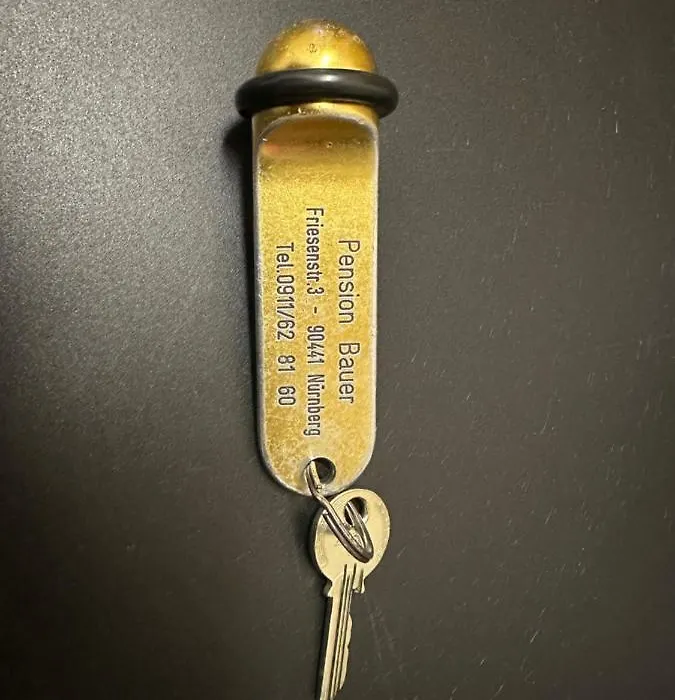 Pension Bauer
Friesenstr.3 - 90441 Nürnberg
Tel.0911/62 81 60